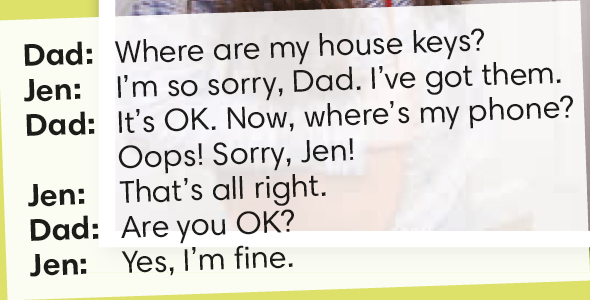 Dad: Where are my house keys?
Jen: I'm so sorry, Dad. I've got them.
Dad: It's OK. Now, where's my phone?
Oops! Sorry, Jen!
Jen: That's all right.
Dad: Are you OK?
Jen: Yes, I'm fine.